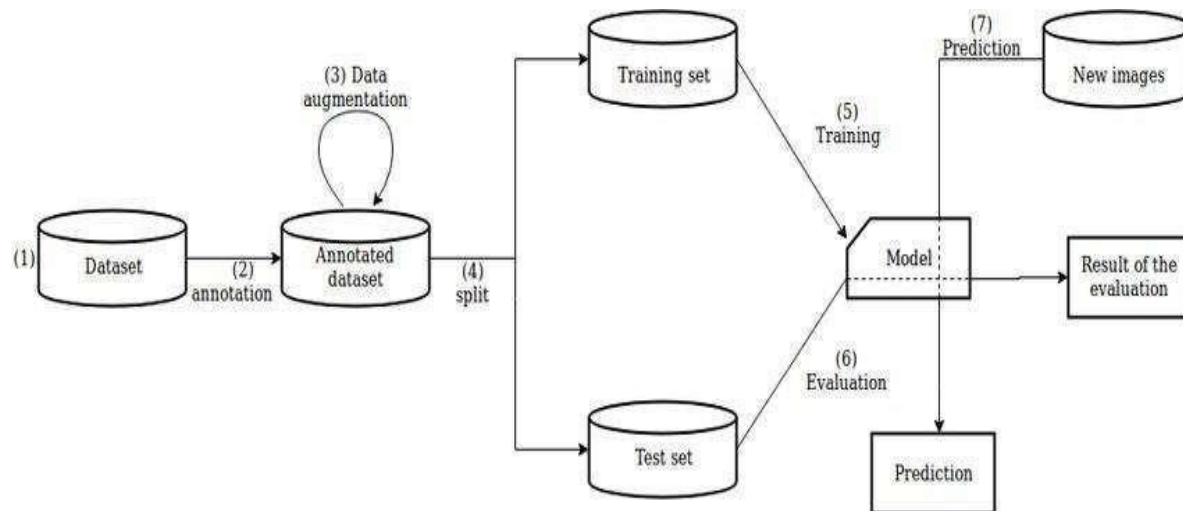 (1)
Dataset
(2)
annotation
(3) Data
augmentation
Annotated
dataset
(4)
split
Training set
Test set
(5)
Training
(6)
Evaluation
Model
(7)
Prediction
New images
Result of the
evaluation
Prediction